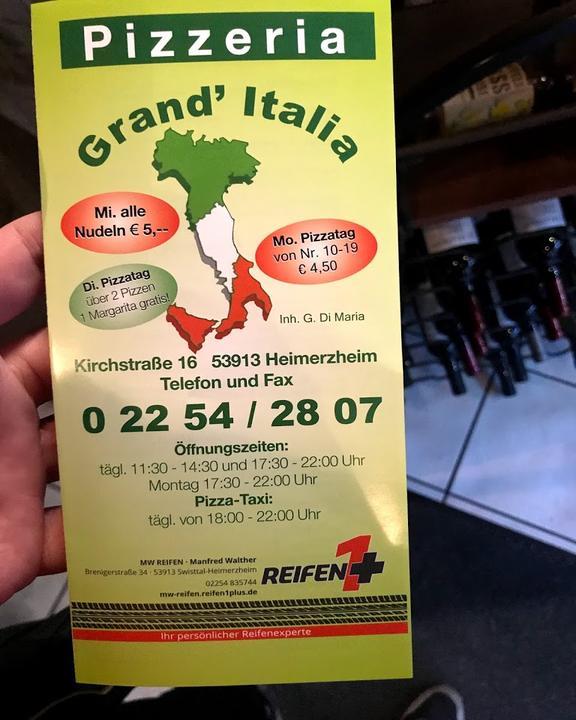 Pizzeria
Grand' Italia
Mi. alle
Nudeln € 5,--
Mo. Pizzatag
von Nr. 10-19
€ 4,50
Di. Pizzatag
über 2 Pizzen
1 Margarita gratis!
Inh. G. Di Maria
Kirchstraße 16 53913 Heimerzheim
Telefon und Fax
0 22 54 / 28 07
Öffnungszeiten:
tägl. 11:30 - 14:30 und 17:30 - 22:00 Uhr
Montag 17:30 - 22:00 Uhr
Pizza-Taxi:
tägl. von 18:00 - 22:00 Uhr
MW REIFEN · Manfred Walther
Brenigerstraße 34 · 53913 Swisttal-Heimerzheim
02254 835744
mw-reifen.reifen1plus.de
REIFEN 1+
Ihr persönlicher Reifenexperte